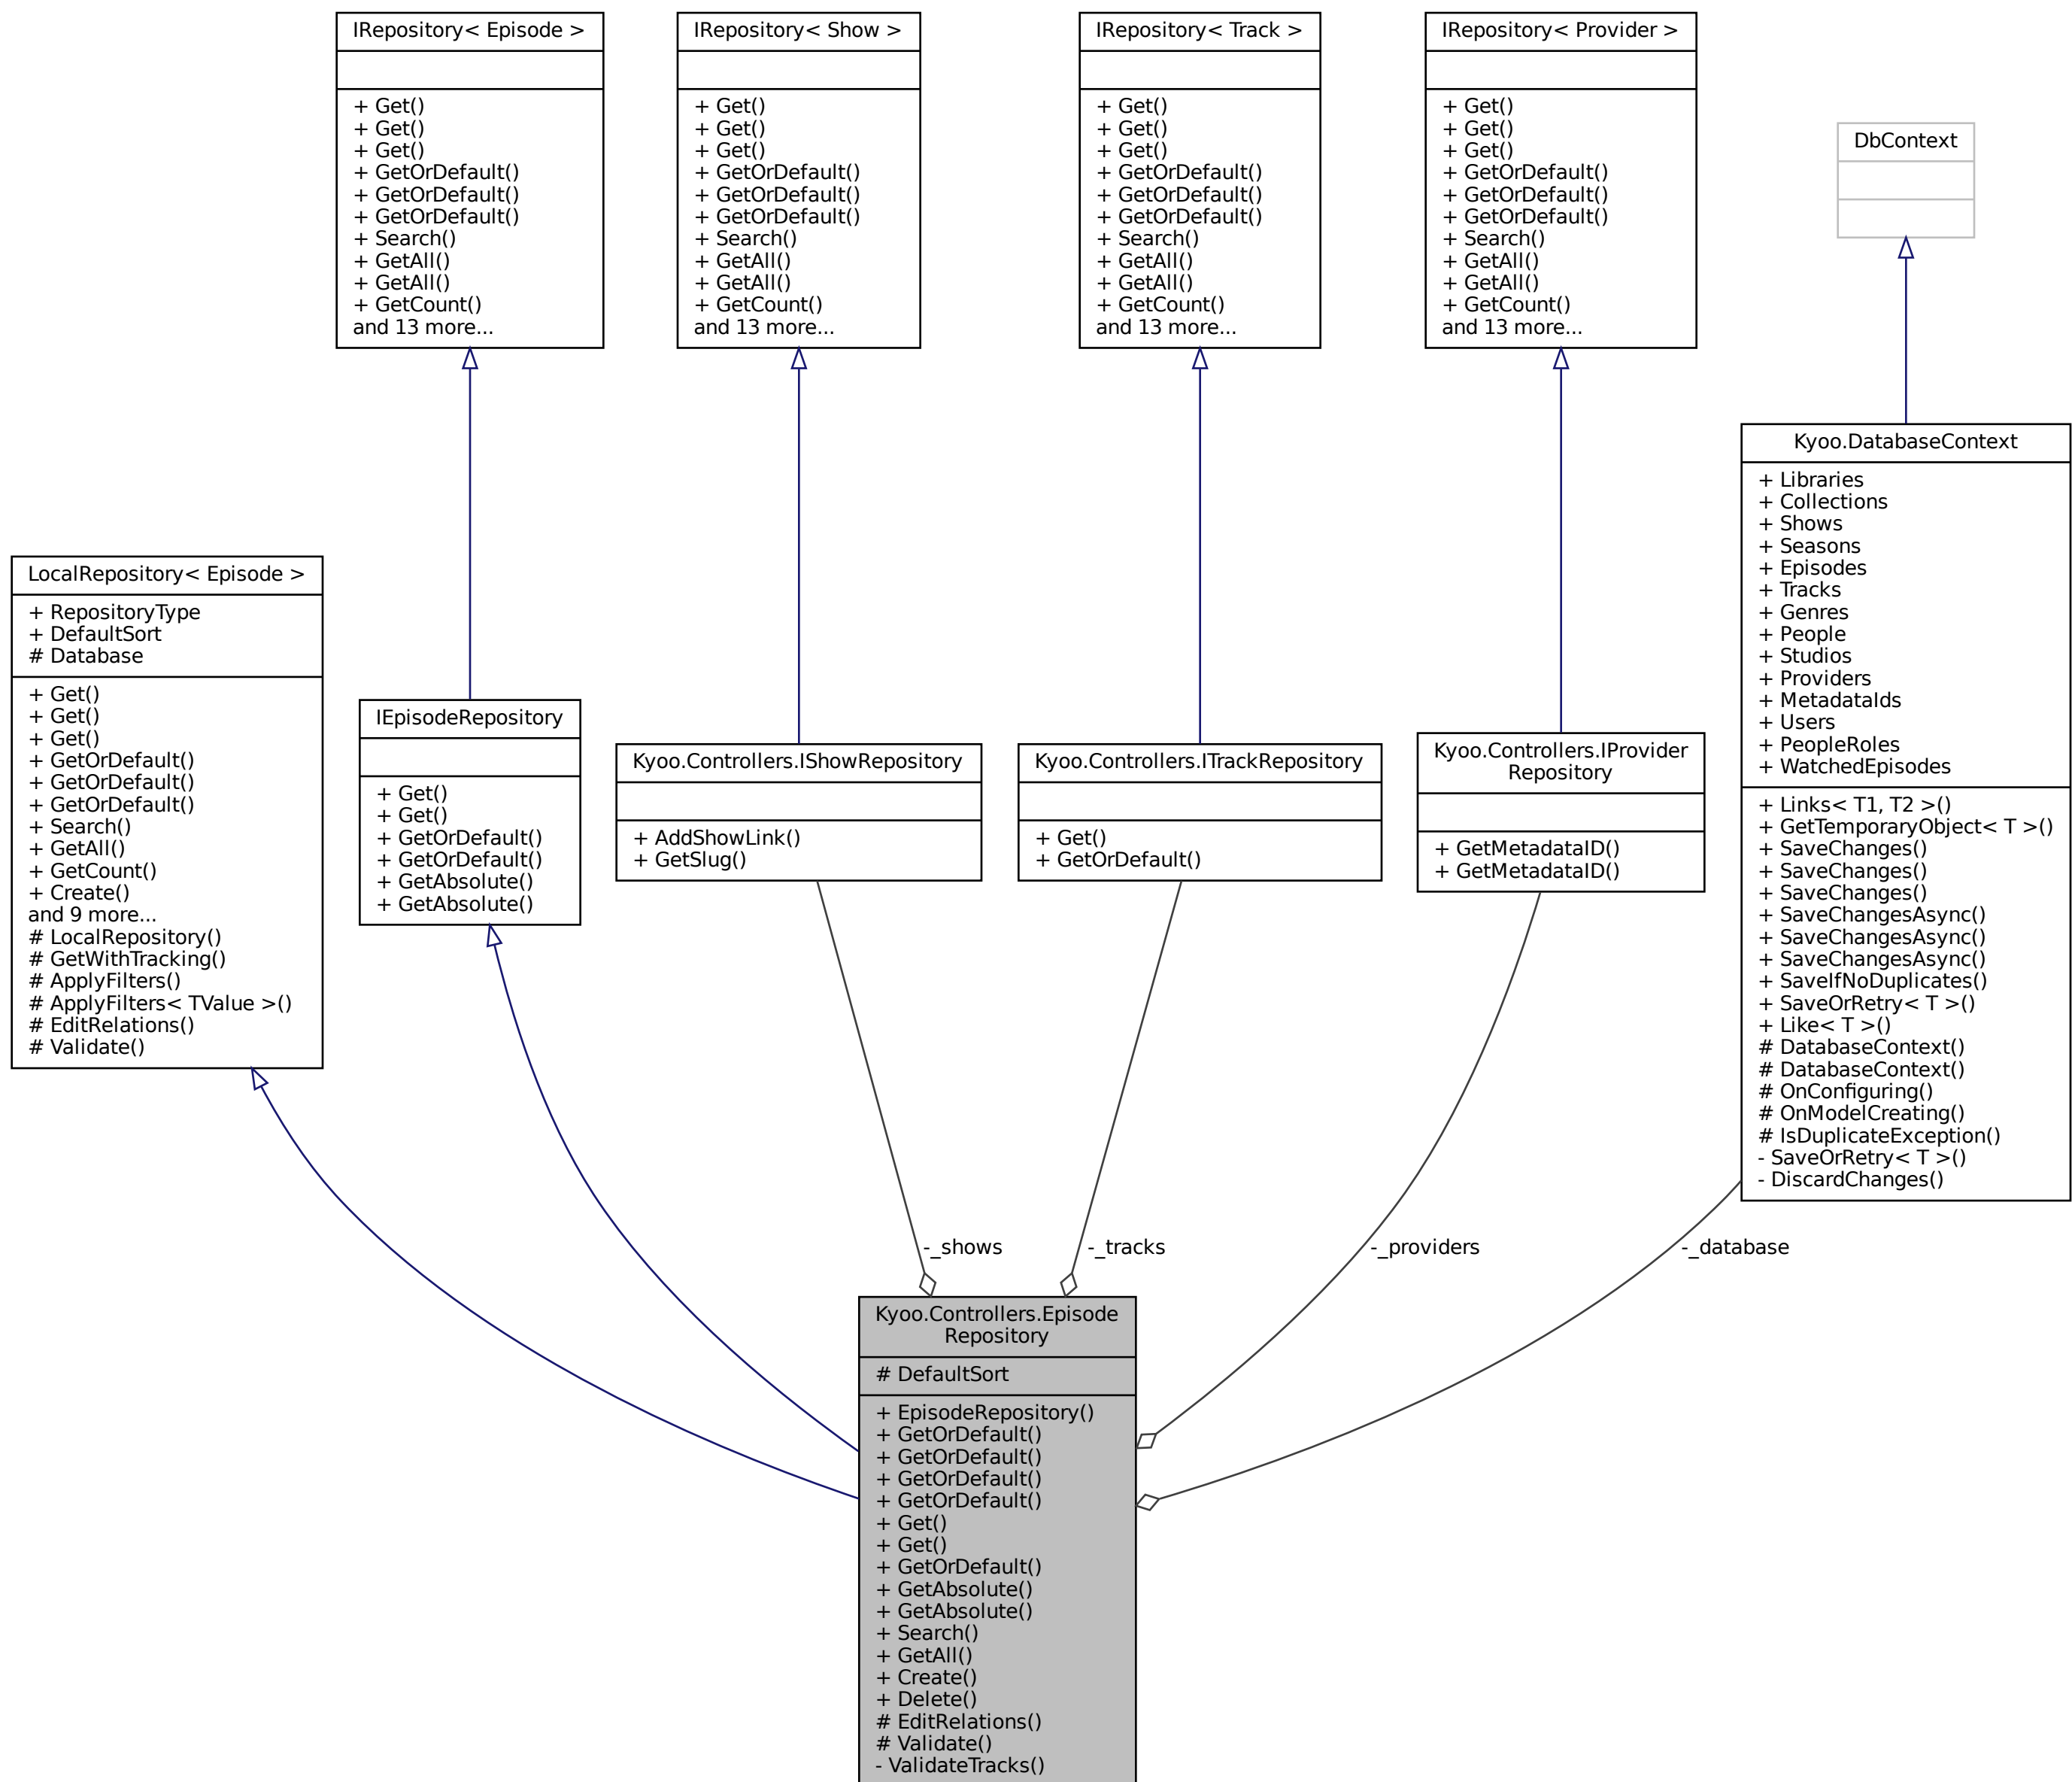 IRepository< Episode >
+ Get()
+ Get()
+ Get()
+ GetOrDefault()
+ GetOrDefault()
+ GetOrDefault()
+ Search()
+ GetAll()
+ GetAll()
+ GetCount()
and 13 more...
IRepository< Show >
+ Get()
+ Get()
+ Get()
+ GetOrDefault()
+ GetOrDefault()
+ GetOrDefault()
+ Search()
+ GetAll()
+ GetAll()
+ GetCount()
and 13 more...
IRepository< Track >
+ Get()
+ Get()
+ Get()
+ GetOrDefault()
+ GetOrDefault()
+ GetOrDefault()
+ Search()
+ GetAll()
+ GetAll()
+ GetCount()
and 13 more...
IRepository< Provider >
+ Get()
+ Get()
+ Get()
+ GetOrDefault()
+ GetOrDefault()
+ GetOrDefault()
+ Search()
+ GetAll()
+ GetAll()
+ GetCount()
and 13 more...
DbContext
LocalRepository< Episode >
+ RepositoryType
+ DefaultSort
# Database
+ Get()
+ Get()
+ Get()
+ GetOrDefault()
+ GetOrDefault()
+ GetOrDefault()
+ Search()
+ GetAll()
+ GetCount()
+ Create()
and 9 more...
# LocalRepository()
# GetWithTracking()
# ApplyFilters()
# ApplyFilters< TValue >()
# EditRelations()
# Validate()
IEpisodeRepository
+ Get()
+ Get()
+ GetOrDefault()
+ GetOrDefault()
+ GetAbsolute()
+ GetAbsolute()
Kyoo.Controllers.IShowRepository
+ AddShowLink()
+ GetSlug()
Kyoo.Controllers.ITrackRepository
+ Get()
+ GetOrDefault()
Kyoo.Controllers.IProvider
Repository
+ GetMetadataID()
+ GetMetadataID()
Kyoo.DatabaseContext
+ Libraries
+ Collections
+ Shows
+ Seasons
+ Episodes
+ Tracks
+ Genres
+ People
+ Studios
+ Providers
+ MetadataIds
+ Users
+ PeopleRoles
+ WatchedEpisodes
+ Links< T1, T2 >()
+ GetTemporaryObject< T >()
+ SaveChanges()
+ SaveChanges()
+ SaveChanges()
+ SaveChangesAsync()
+ SaveChangesAsync()
+ SaveChangesAsync()
+ SaveIfNoDuplicates()
+ SaveOrRetry< T >()
+ Like< T >()
# DatabaseContext()
# DatabaseContext()
# OnConfiguring()
# OnModelCreating()
# IsDuplicateException()
- SaveOrRetry< T >()
- DiscardChanges()
-_shows
-_tracks
-_providers
-_database
Kyoo.Controllers.Episode
Repository
# DefaultSort
+ EpisodeRepository()
+ GetOrDefault()
+ GetOrDefault()
+ GetOrDefault()
+ GetOrDefault()
+ Get()
+ Get()
+ GetOrDefault()
+ GetAbsolute()
+ GetAbsolute()
+ Search()
+ GetAll()
+ Create()
+ Delete()
# EditRelations()
# Validate()
- ValidateTracks()